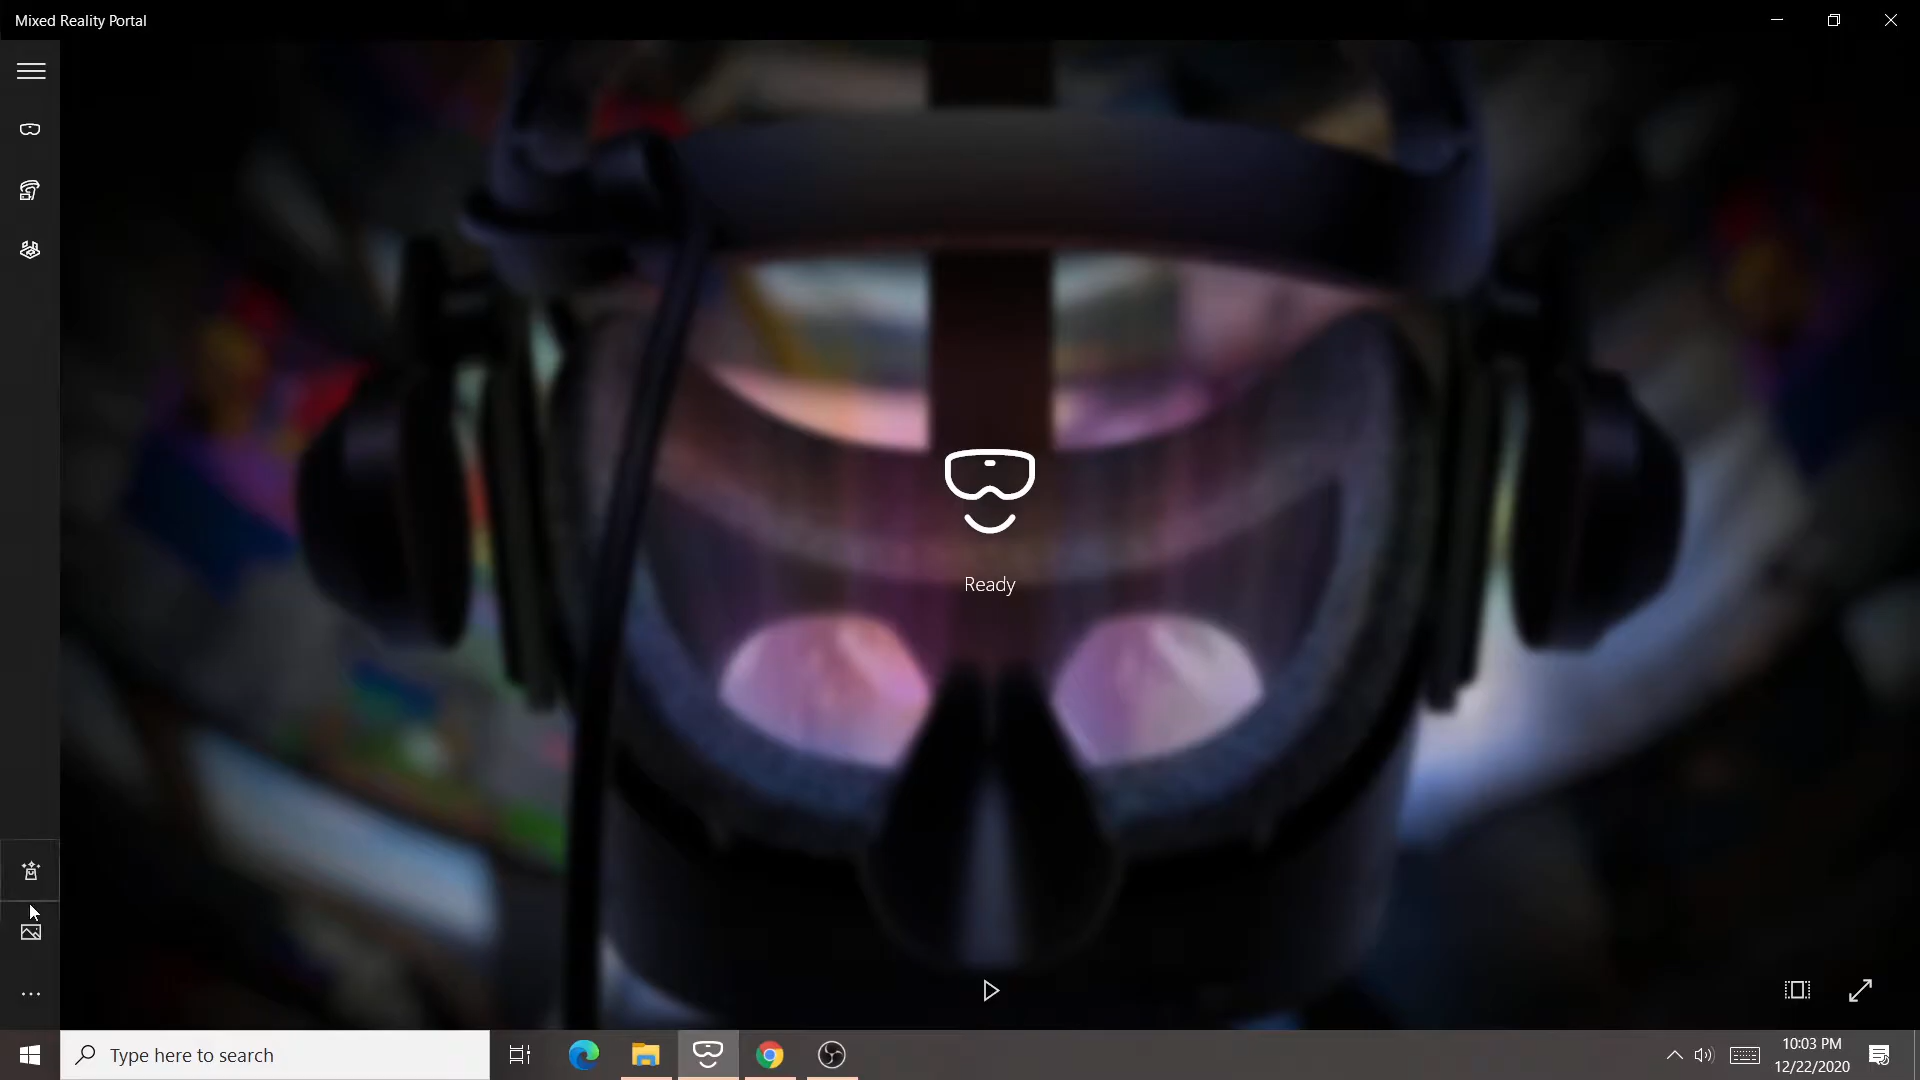 Mixed Reality Portal
Ready
Type here to search
10:03 PM
12/22/2020